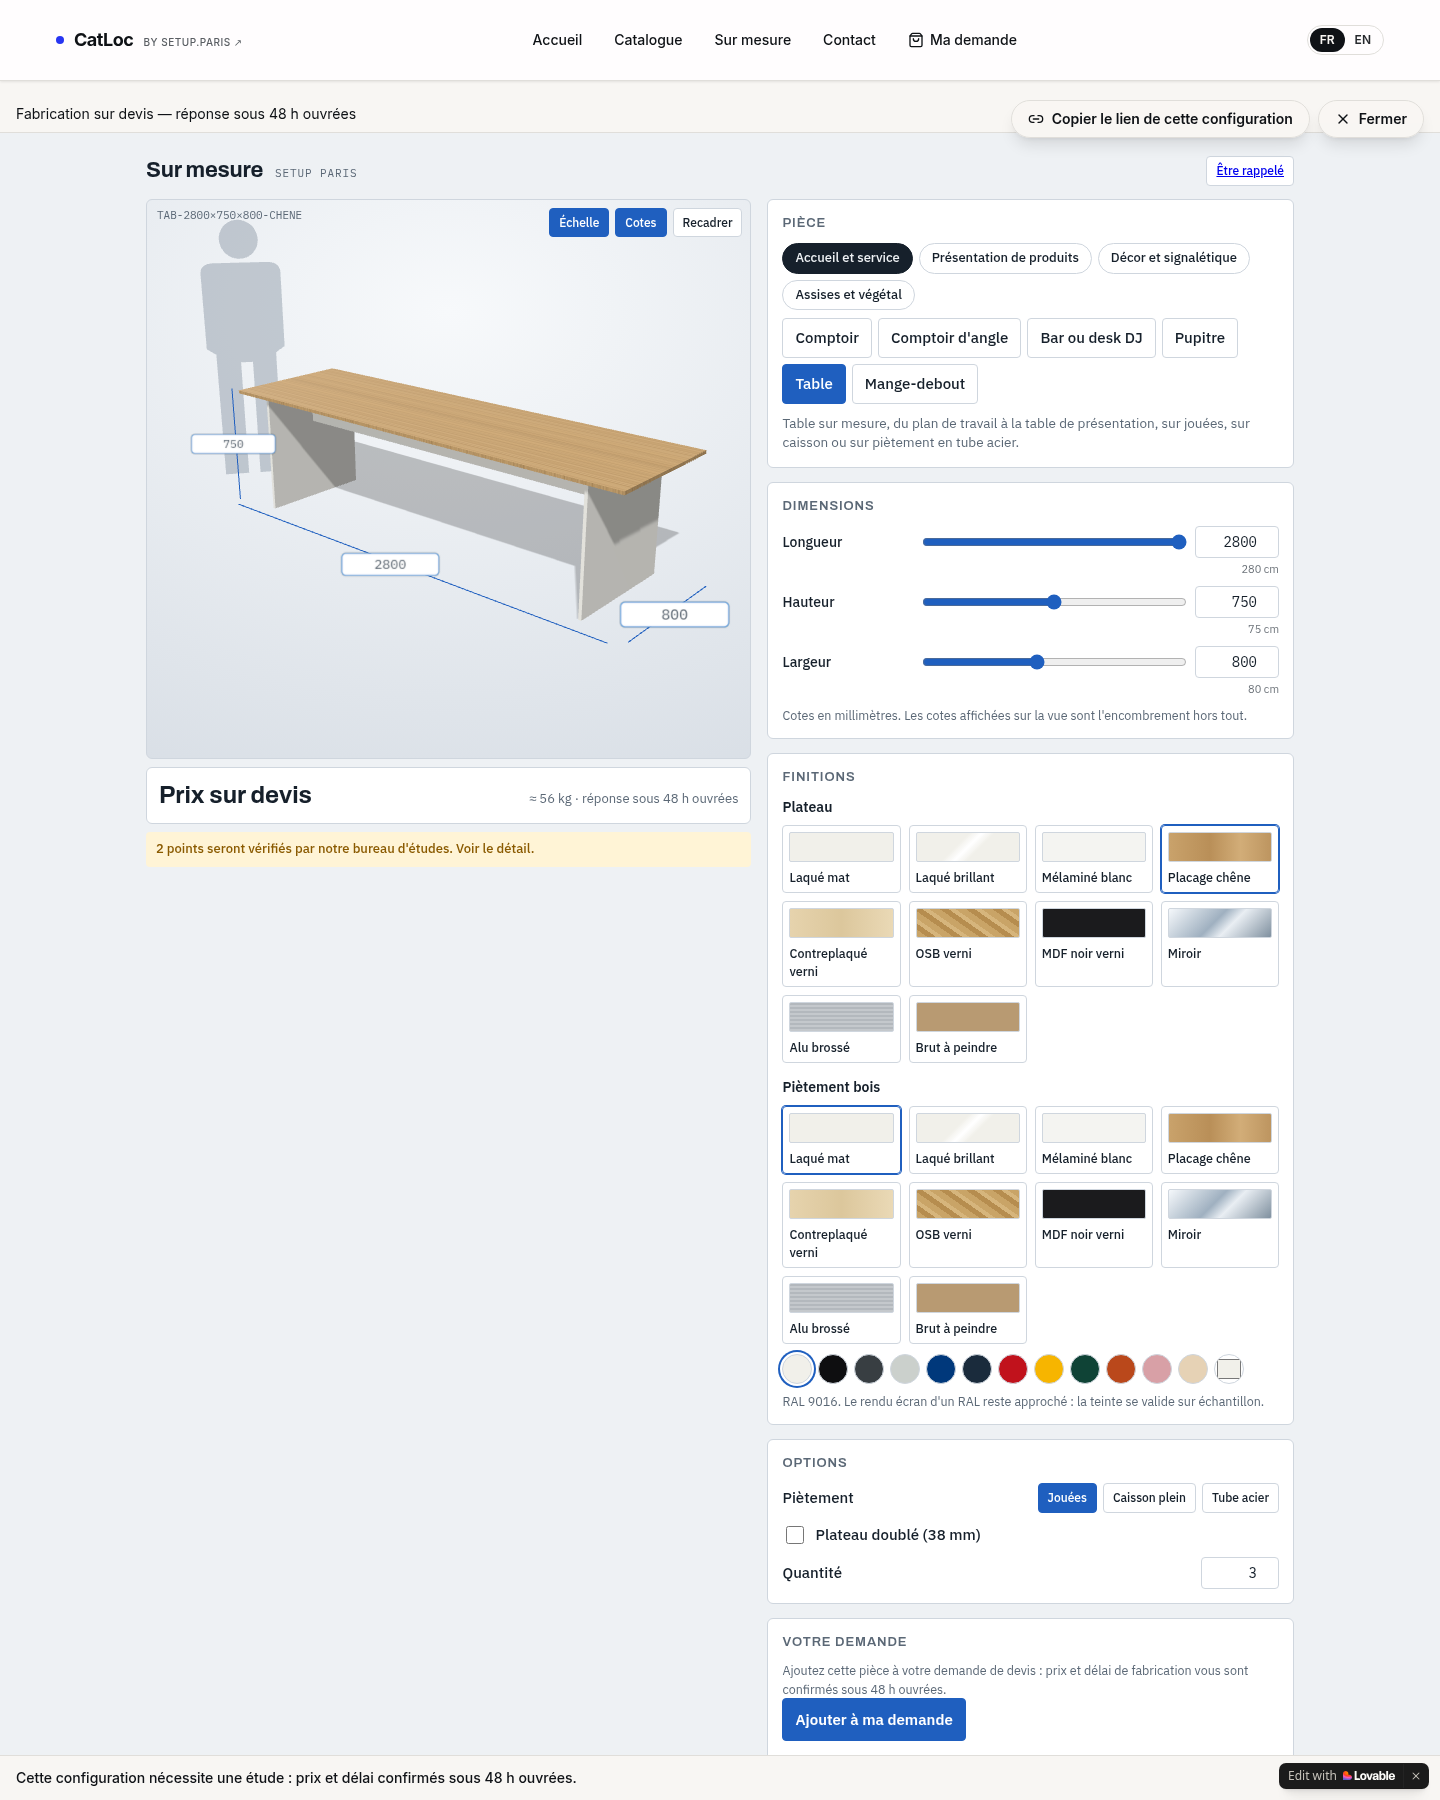 CatLoc BY SETUP.PARIS ↗
Accueil
Catalogue
Sur mesure
Contact
Ma demande
FR EN
Fabrication sur devis — réponse sous 48 h ouvrées
Copier le lien de cette configuration
Fermer
Sur mesure SETUP PARIS
Être rappelé
TAB-2800×750×800-CHENE
Échelle
Cotes
Recadrer
750
2800
800
Prix sur devis
≈ 56 kg · réponse sous 48 h ouvrées
2 points seront vérifiés par notre bureau d'études. Voir le détail.
PIÈCE
Accueil et service
Présentation de produits
Décor et signalétique
Assises et végétal
Comptoir
Comptoir d'angle
Bar ou desk DJ
Pupitre
Table
Mange-debout
Table sur mesure, du plan de travail à la table de présentation, sur jouées, sur
caisson ou sur piètement en tube acier.
DIMENSIONS
Longueur
2800
280 cm
Hauteur
750
75 cm
Largeur
800
80 cm
Cotes en millimètres. Les cotes affichées sur la vue sont l'encombrement hors tout.
FINITIONS
Plateau
Laqué mat
Laqué brillant
Mélaminé blanc
Placage chêne
Contreplaqué
verni
OSB verni
MDF noir verni
Miroir
Alu brossé
Brut à peindre
Piètement bois
Laqué mat
Laqué brillant
Mélaminé blanc
Placage chêne
Contreplaqué
verni
OSB verni
MDF noir verni
Miroir
Alu brossé
Brut à peindre
RAL 9016. Le rendu écran d'un RAL reste approché : la teinte se valide sur échantillon.
OPTIONS
Piètement
Jouées
Caisson plein
Tube acier
Plateau doublé (38 mm)
Quantité
3
VOTRE DEMANDE
Ajoutez cette pièce à votre demande de devis : prix et délai de fabrication vous sont
confirmés sous 48 h ouvrées.
Ajouter à ma demande
Cette configuration nécessite une étude : prix et délai confirmés sous 48 h ouvrées.
Edit with Lovable ×